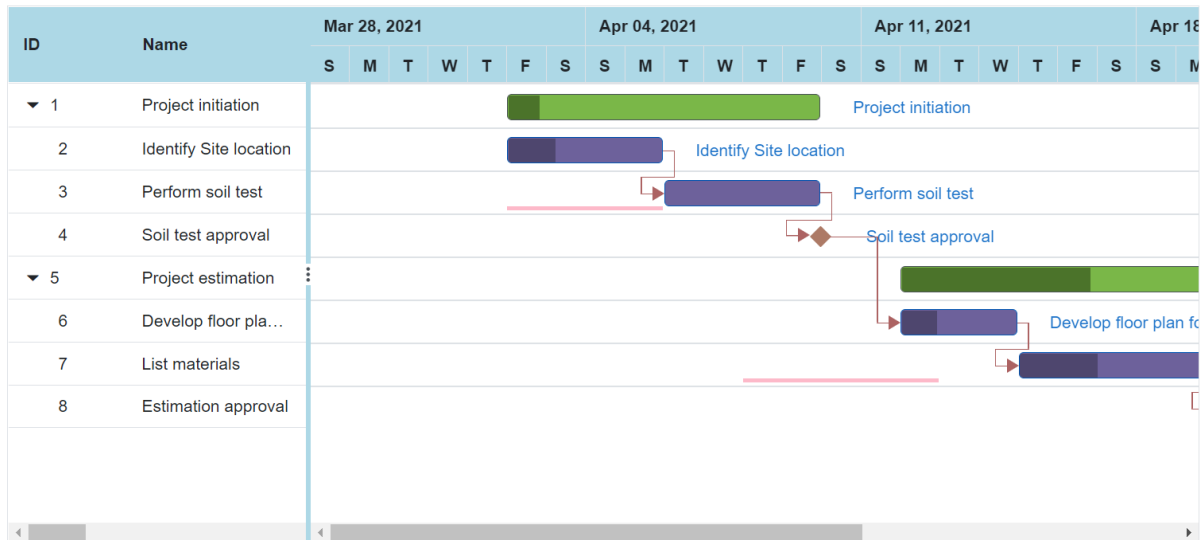 ID Name Mar 28, 2021 Apr 04, 2021 Apr 11, 2021 Apr 18
S M T W T F S S M T W T F S S M T W T F S S M
1 Project initiation Project initiation
2 Identify Site location Identify Site location
3 Perform soil test Perform soil test
4 Soil test approval Soil test approval
5 Project estimation
6 Develop floor pla… Develop floor plan fo
7 List materials
8 Estimation approval